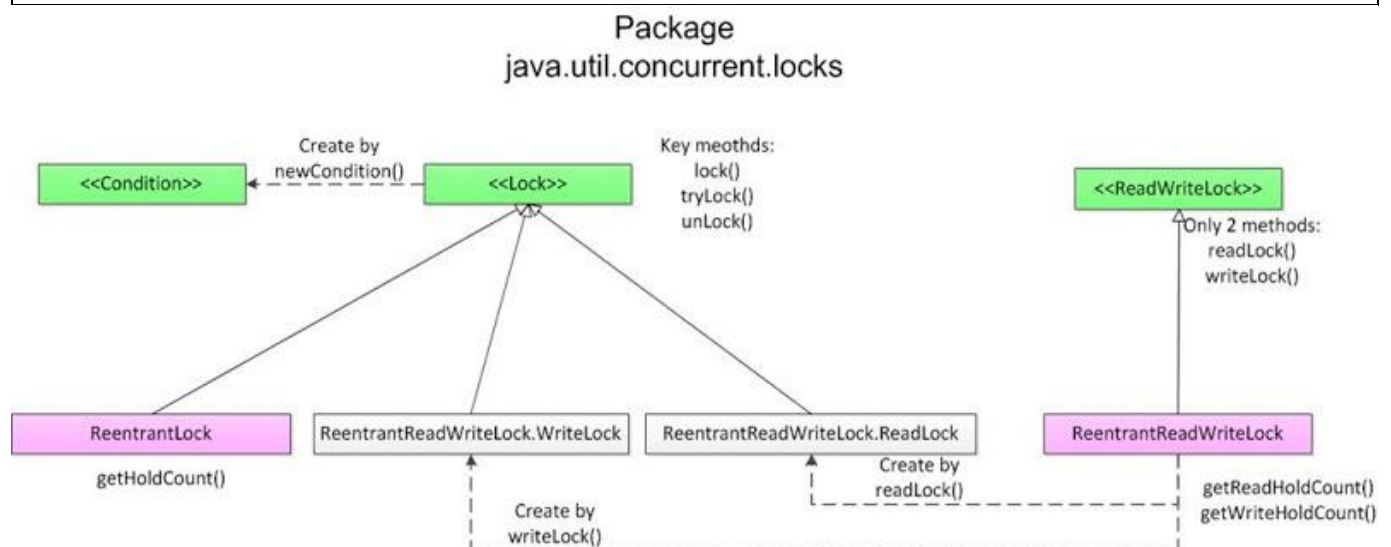 Package
java.util.concurrent.locks
Create by
newCondition()
Key meothds:
lock()
tryLock()
unLock()
<<Condition>>
<<Lock>>
<<ReadWriteLock>>
Only 2 methods:
readLock()
writeLock()
ReentrantLock
ReentrantReadWriteLock.WriteLock
ReentrantReadWriteLock.ReadLock
ReentrantReadWriteLock
getHoldCount()
Create by
readLock()
getReadHoldCount()
getWriteHoldCount()
Create by
writeLock()